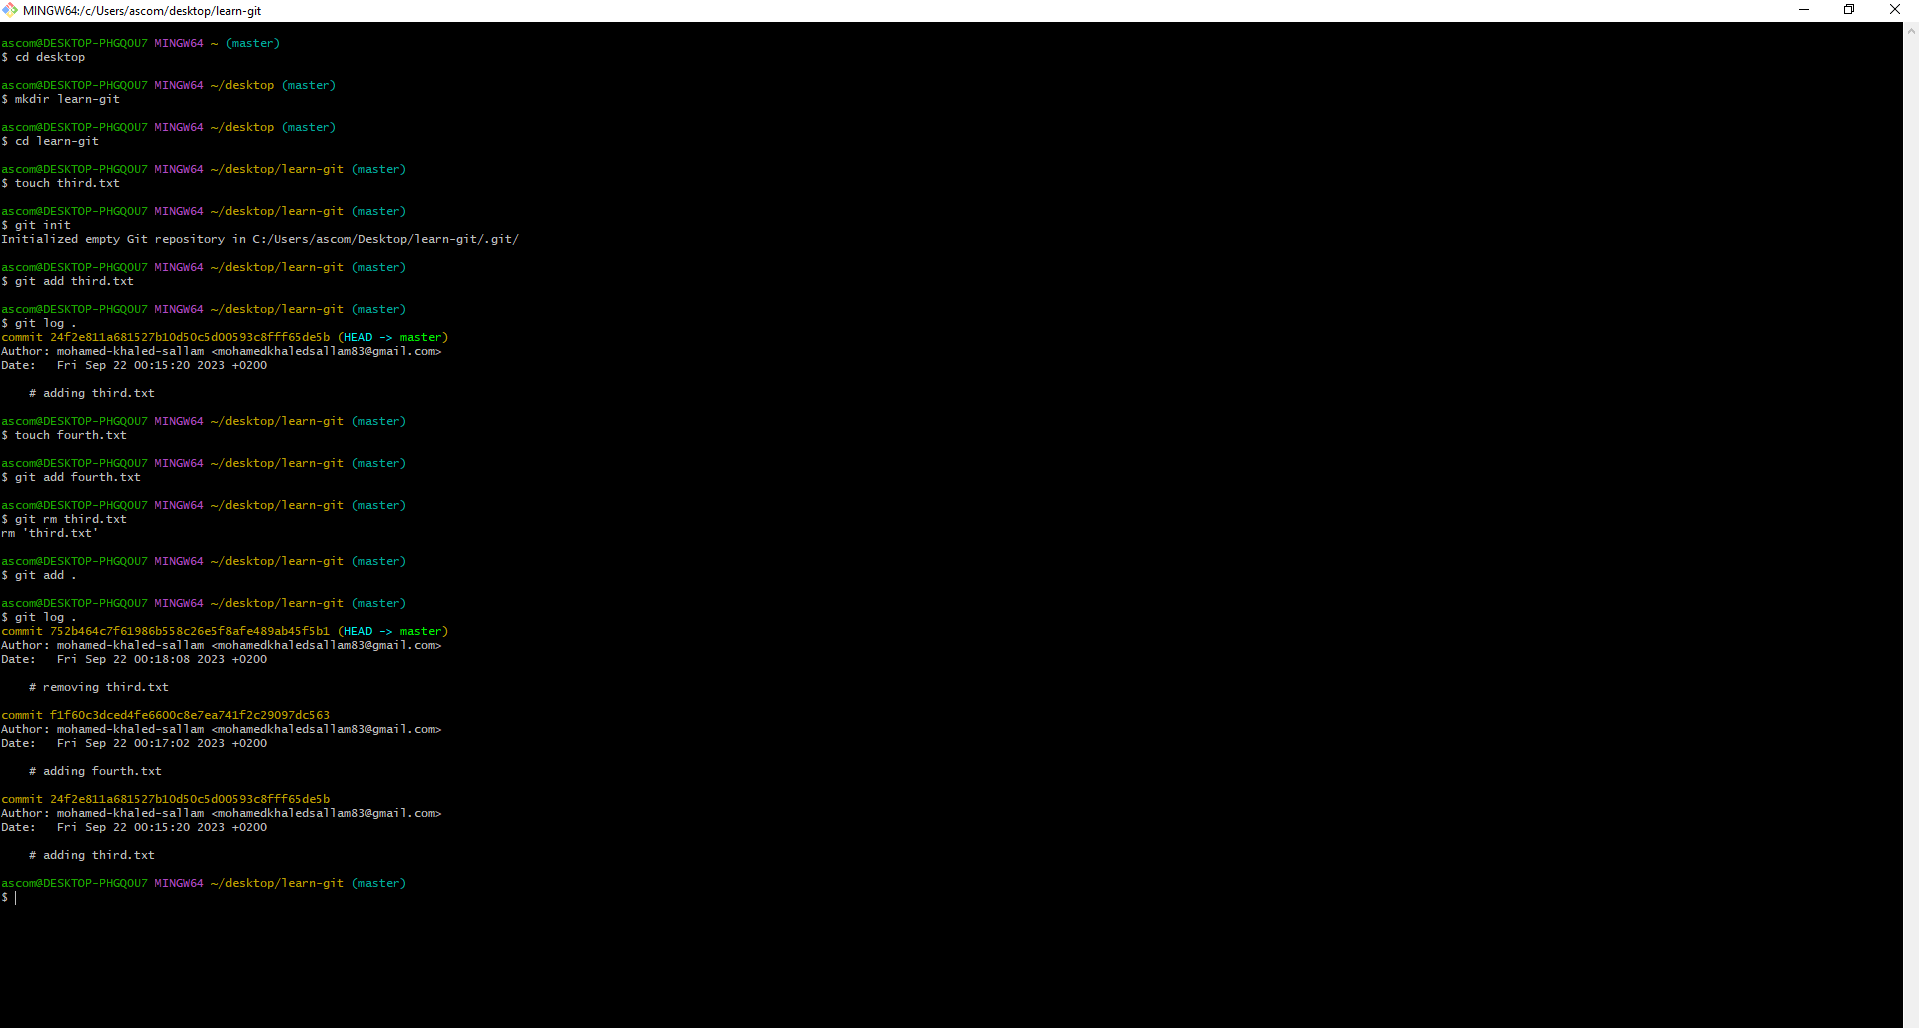 MINGW64:/c/Users/ascom/desktop/learn-git
ascom@DESKTOP-PHGQOU7 MINGW64 ~ (master)
$ cd desktop
ascom@DESKTOP-PHGQOU7 MINGW64 ~/desktop (master)
$ mkdir learn-git
ascom@DESKTOP-PHGQOU7 MINGW64 ~/desktop (master)
$ cd learn-git
ascom@DESKTOP-PHGQOU7 MINGW64 ~/desktop/learn-git (master)
$ touch third.txt
ascom@DESKTOP-PHGQOU7 MINGW64 ~/desktop/learn-git (master)
$ git init
Initialized empty Git repository in C:/Users/ascom/Desktop/learn-git/.git/
ascom@DESKTOP-PHGQOU7 MINGW64 ~/desktop/learn-git (master)
$ git add third.txt
ascom@DESKTOP-PHGQOU7 MINGW64 ~/desktop/learn-git (master)
$ git log .
commit 24f2e811a681527b10d50c5d00593c8fff65de5b (HEAD -> master)
Author: mohamed-khaled-sallam <mohamedkhaledsallam83@gmail.com>
Date:   Fri Sep 22 00:15:20 2023 +0200
# adding third.txt
ascom@DESKTOP-PHGQOU7 MINGW64 ~/desktop/learn-git (master)
$ touch fourth.txt
ascom@DESKTOP-PHGQOU7 MINGW64 ~/desktop/learn-git (master)
$ git add fourth.txt
ascom@DESKTOP-PHGQOU7 MINGW64 ~/desktop/learn-git (master)
$ git rm third.txt
rm 'third.txt'
ascom@DESKTOP-PHGQOU7 MINGW64 ~/desktop/learn-git (master)
$ git add .
ascom@DESKTOP-PHGQOU7 MINGW64 ~/desktop/learn-git (master)
$ git log .
commit 752b464c7f61986b558c26e5f8afe489ab45f5b1 (HEAD -> master)
Author: mohamed-khaled-sallam <mohamedkhaledsallam83@gmail.com>
Date:   Fri Sep 22 00:18:08 2023 +0200
# removing third.txt
commit f1f60c3dced4fe6600c8e7ea741f2c29097dc563
Author: mohamed-khaled-sallam <mohamedkhaledsallam83@gmail.com>
Date:   Fri Sep 22 00:17:02 2023 +0200
# adding fourth.txt
commit 24f2e811a681527b10d50c5d00593c8fff65de5b
Author: mohamed-khaled-sallam <mohamedkhaledsallam83@gmail.com>
Date:   Fri Sep 22 00:15:20 2023 +0200
# adding third.txt
ascom@DESKTOP-PHGQOU7 MINGW64 ~/desktop/learn-git (master)
$